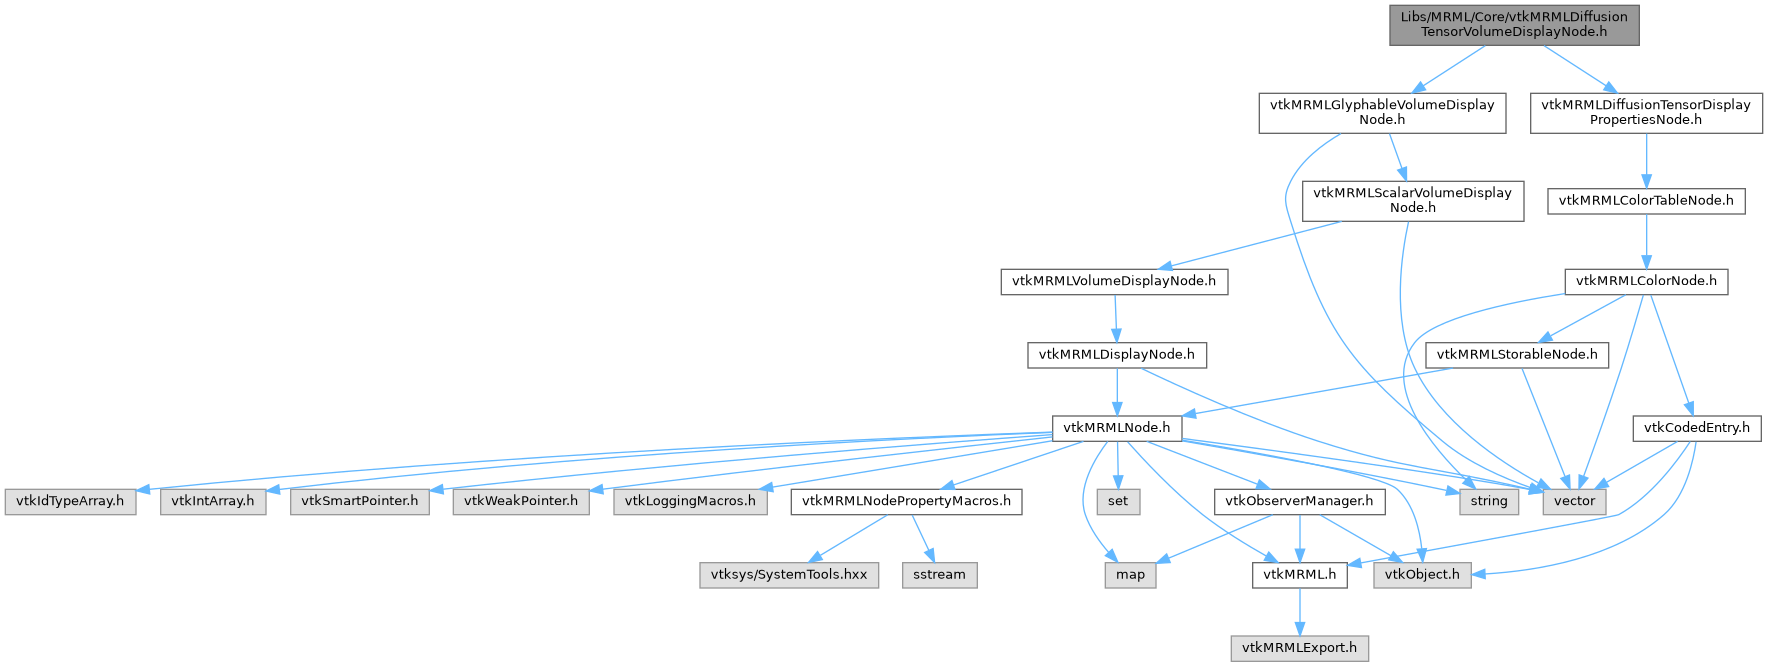 Libs/MRML/Core/vtkMRMLDiffusion
TensorVolumeDisplayNode.h
vtkMRMLGlyphableVolumeDisplay
Node.h
vtkMRMLDiffusionTensorDisplay
PropertiesNode.h
vtkMRMLScalarVolumeDisplay
Node.h
vtkMRMLColorTableNode.h
vtkMRMLVolumeDisplayNode.h
vtkMRMLColorNode.h
vtkMRMLDisplayNode.h
vtkMRMLStorableNode.h
vtkMRMLNode.h
vtkCodedEntry.h
vtkIdTypeArray.h
vtkIntArray.h
vtkSmartPointer.h
vtkWeakPointer.h
vtkLoggingMacros.h
vtkMRMLNodePropertyMacros.h
set
vtkObserverManager.h
string
vector
vtksys/SystemTools.hxx
sstream
map
vtkMRML.h
vtkObject.h
vtkMRMLExport.h